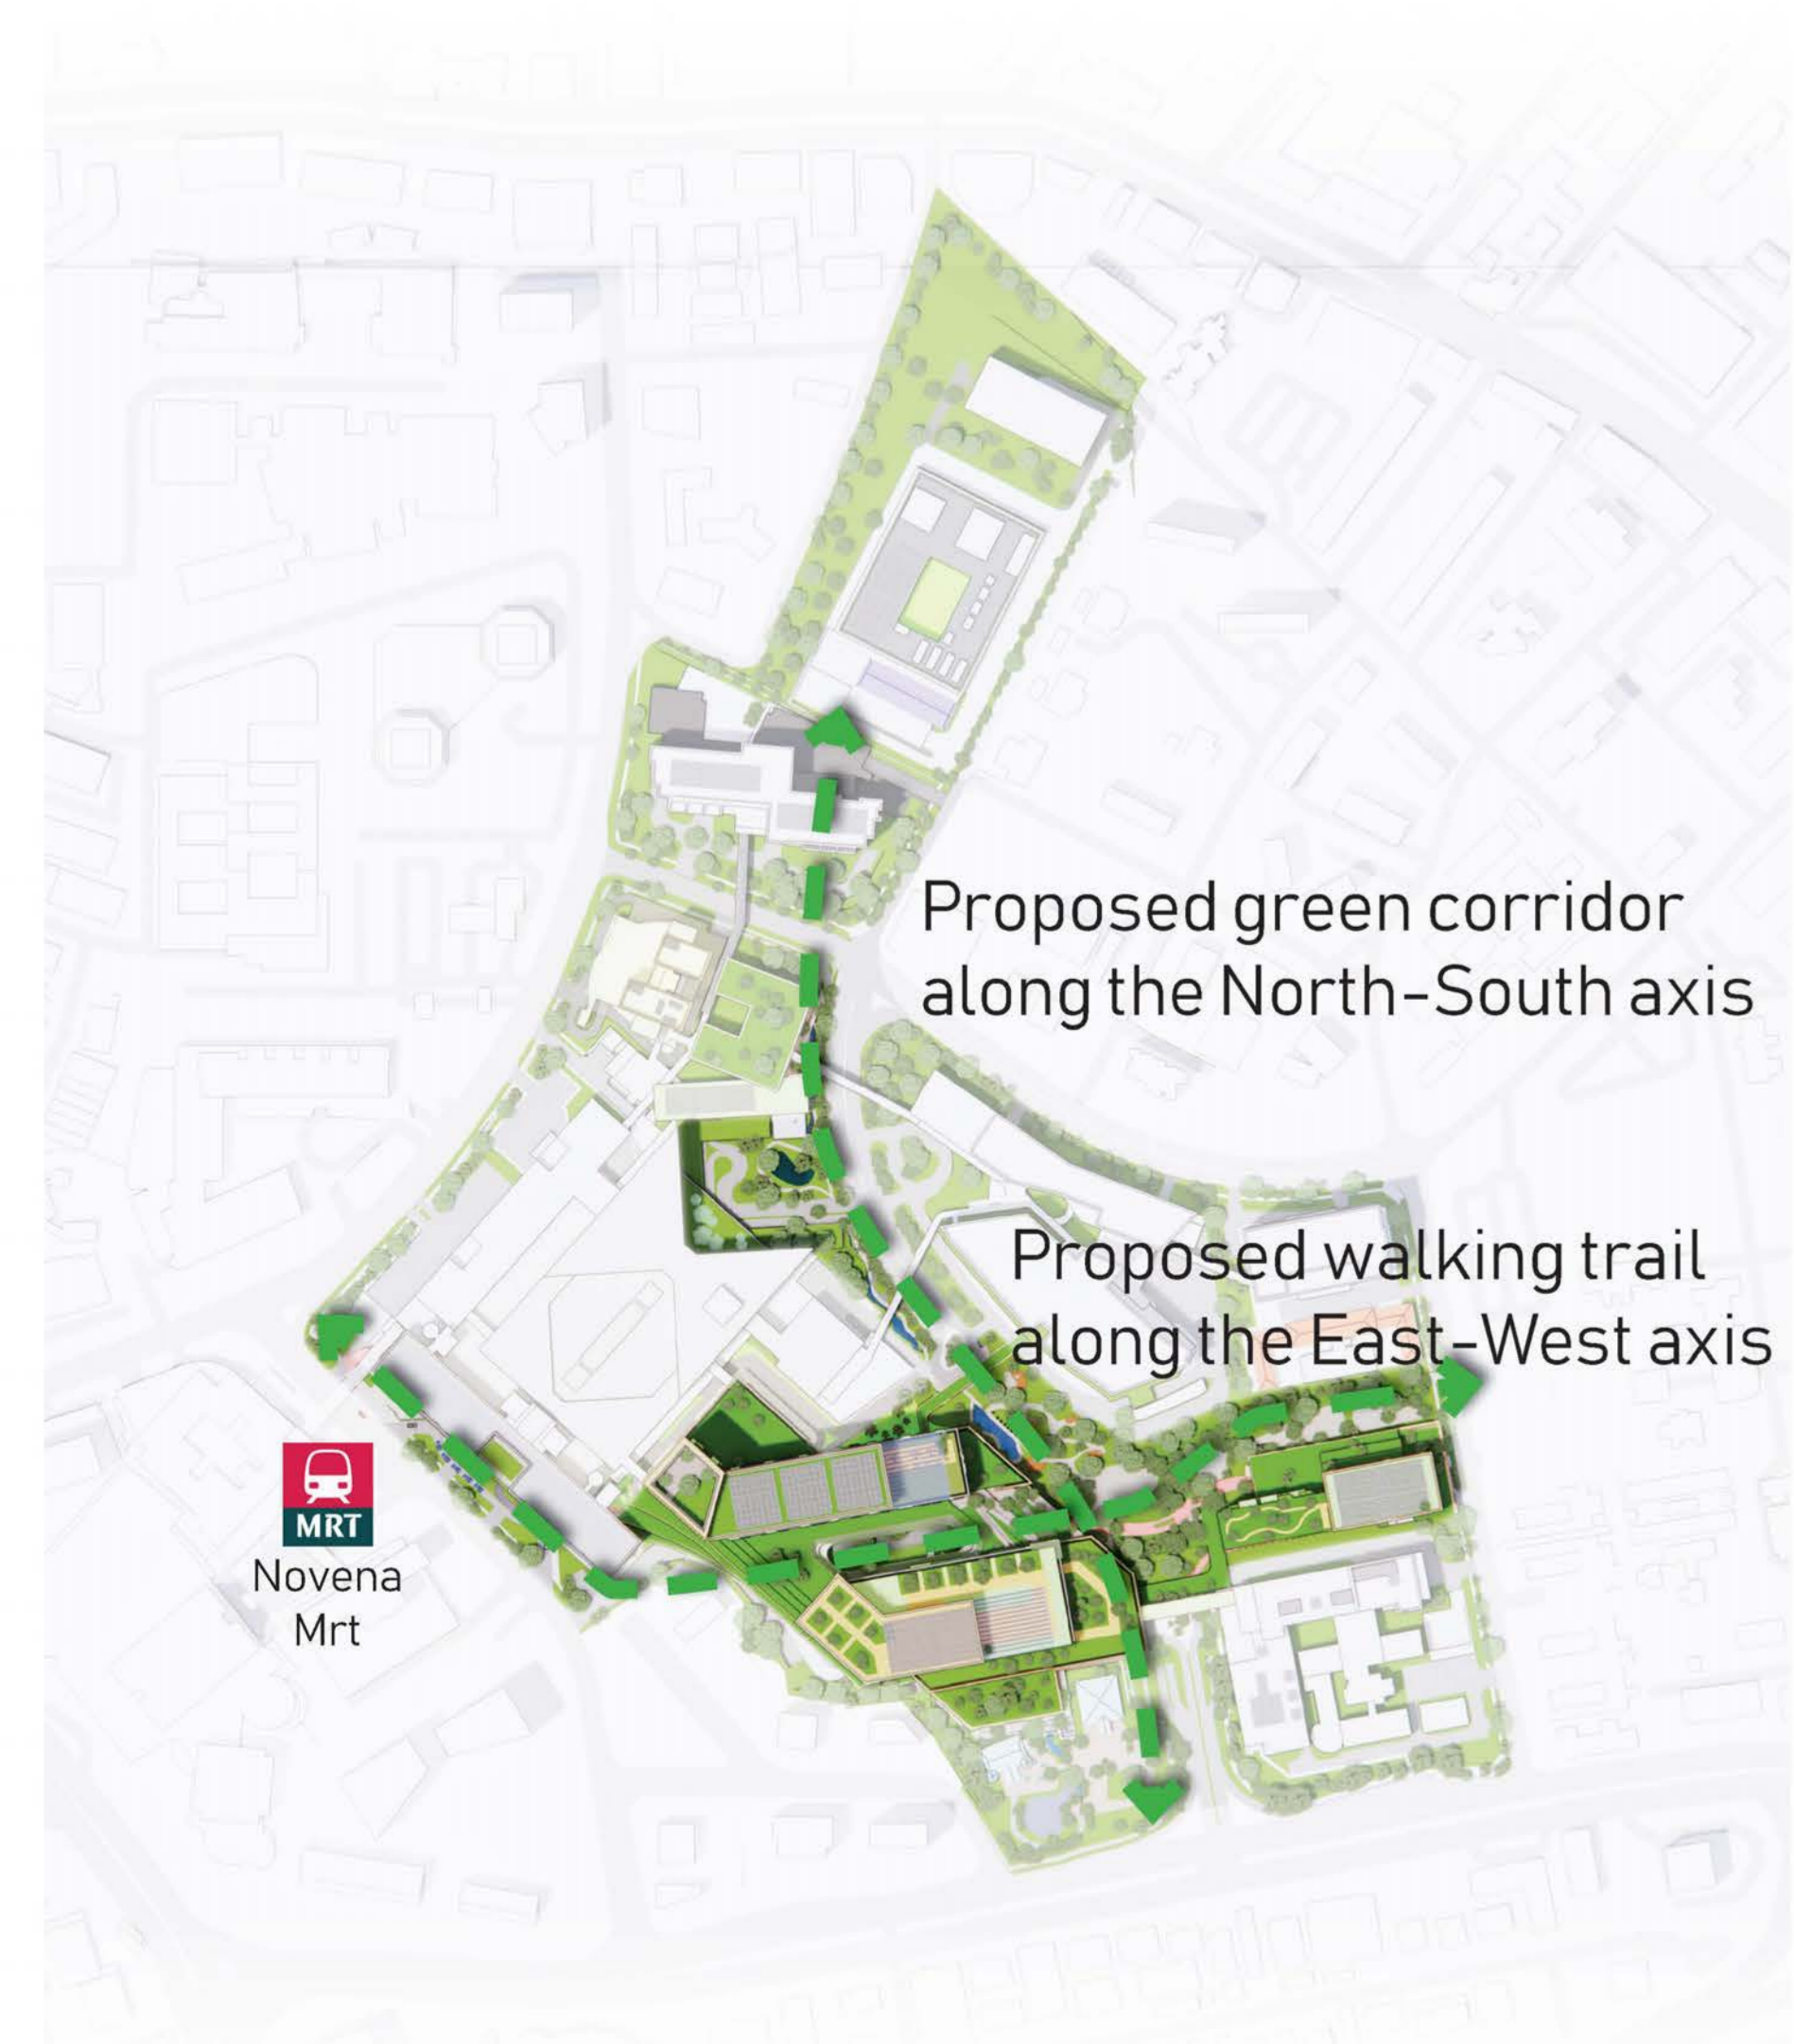 Proposed green corridor
along the North-South axis
Proposed walking trail
along the East-West axis
MRT
Novena
Mrt